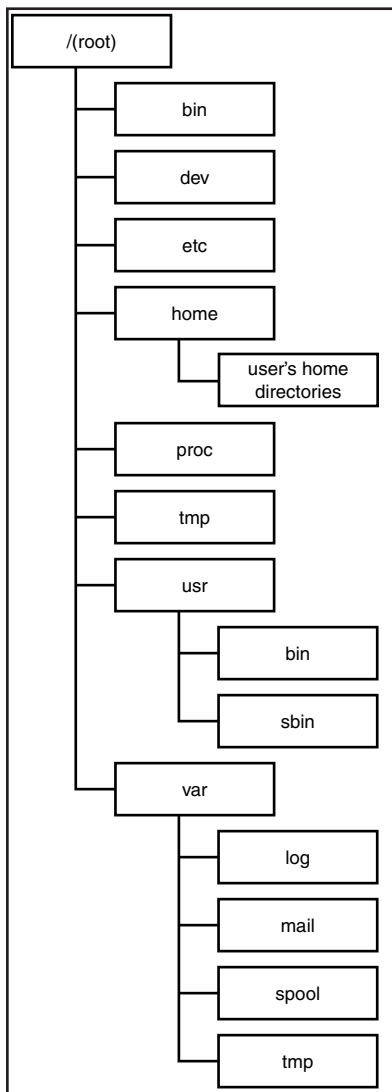 /(root)
bin
dev
etc
home
user’s home
directories
proc
tmp
usr
bin
sbin
var
log
mail
spool
tmp